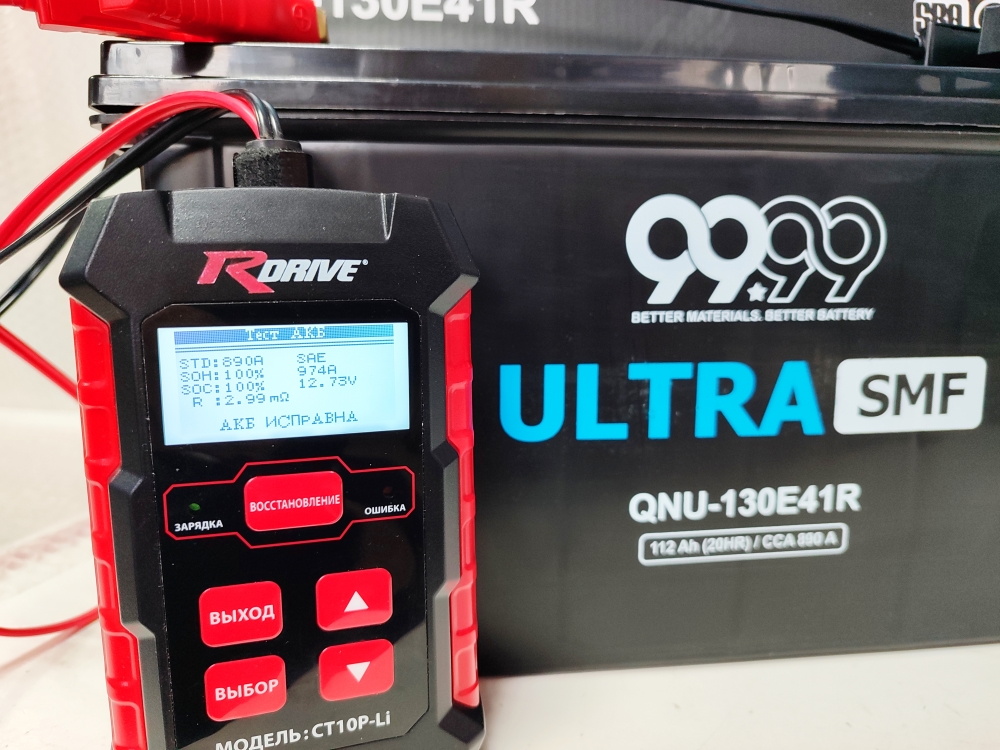 -130E41R
RDRIVE®
Тест АКБ
STD:890A SAE
SOH:100% 974A
SOC:100% 12.73V
R :2.99mΩ
АКБ ИСПРАВНА
ВОССТАНОВЛЕНИЕ
ЗАРЯДКА
ОШИБКА
ВЫХОД
ВЫБОР
МОДЕЛЬ: CT10P-Li
99.99
BETTER MATERIALS. BETTER BATTERY
ULTRA SMF
QNU-130E41R
112 Ah (20HR) / CCA 890 A